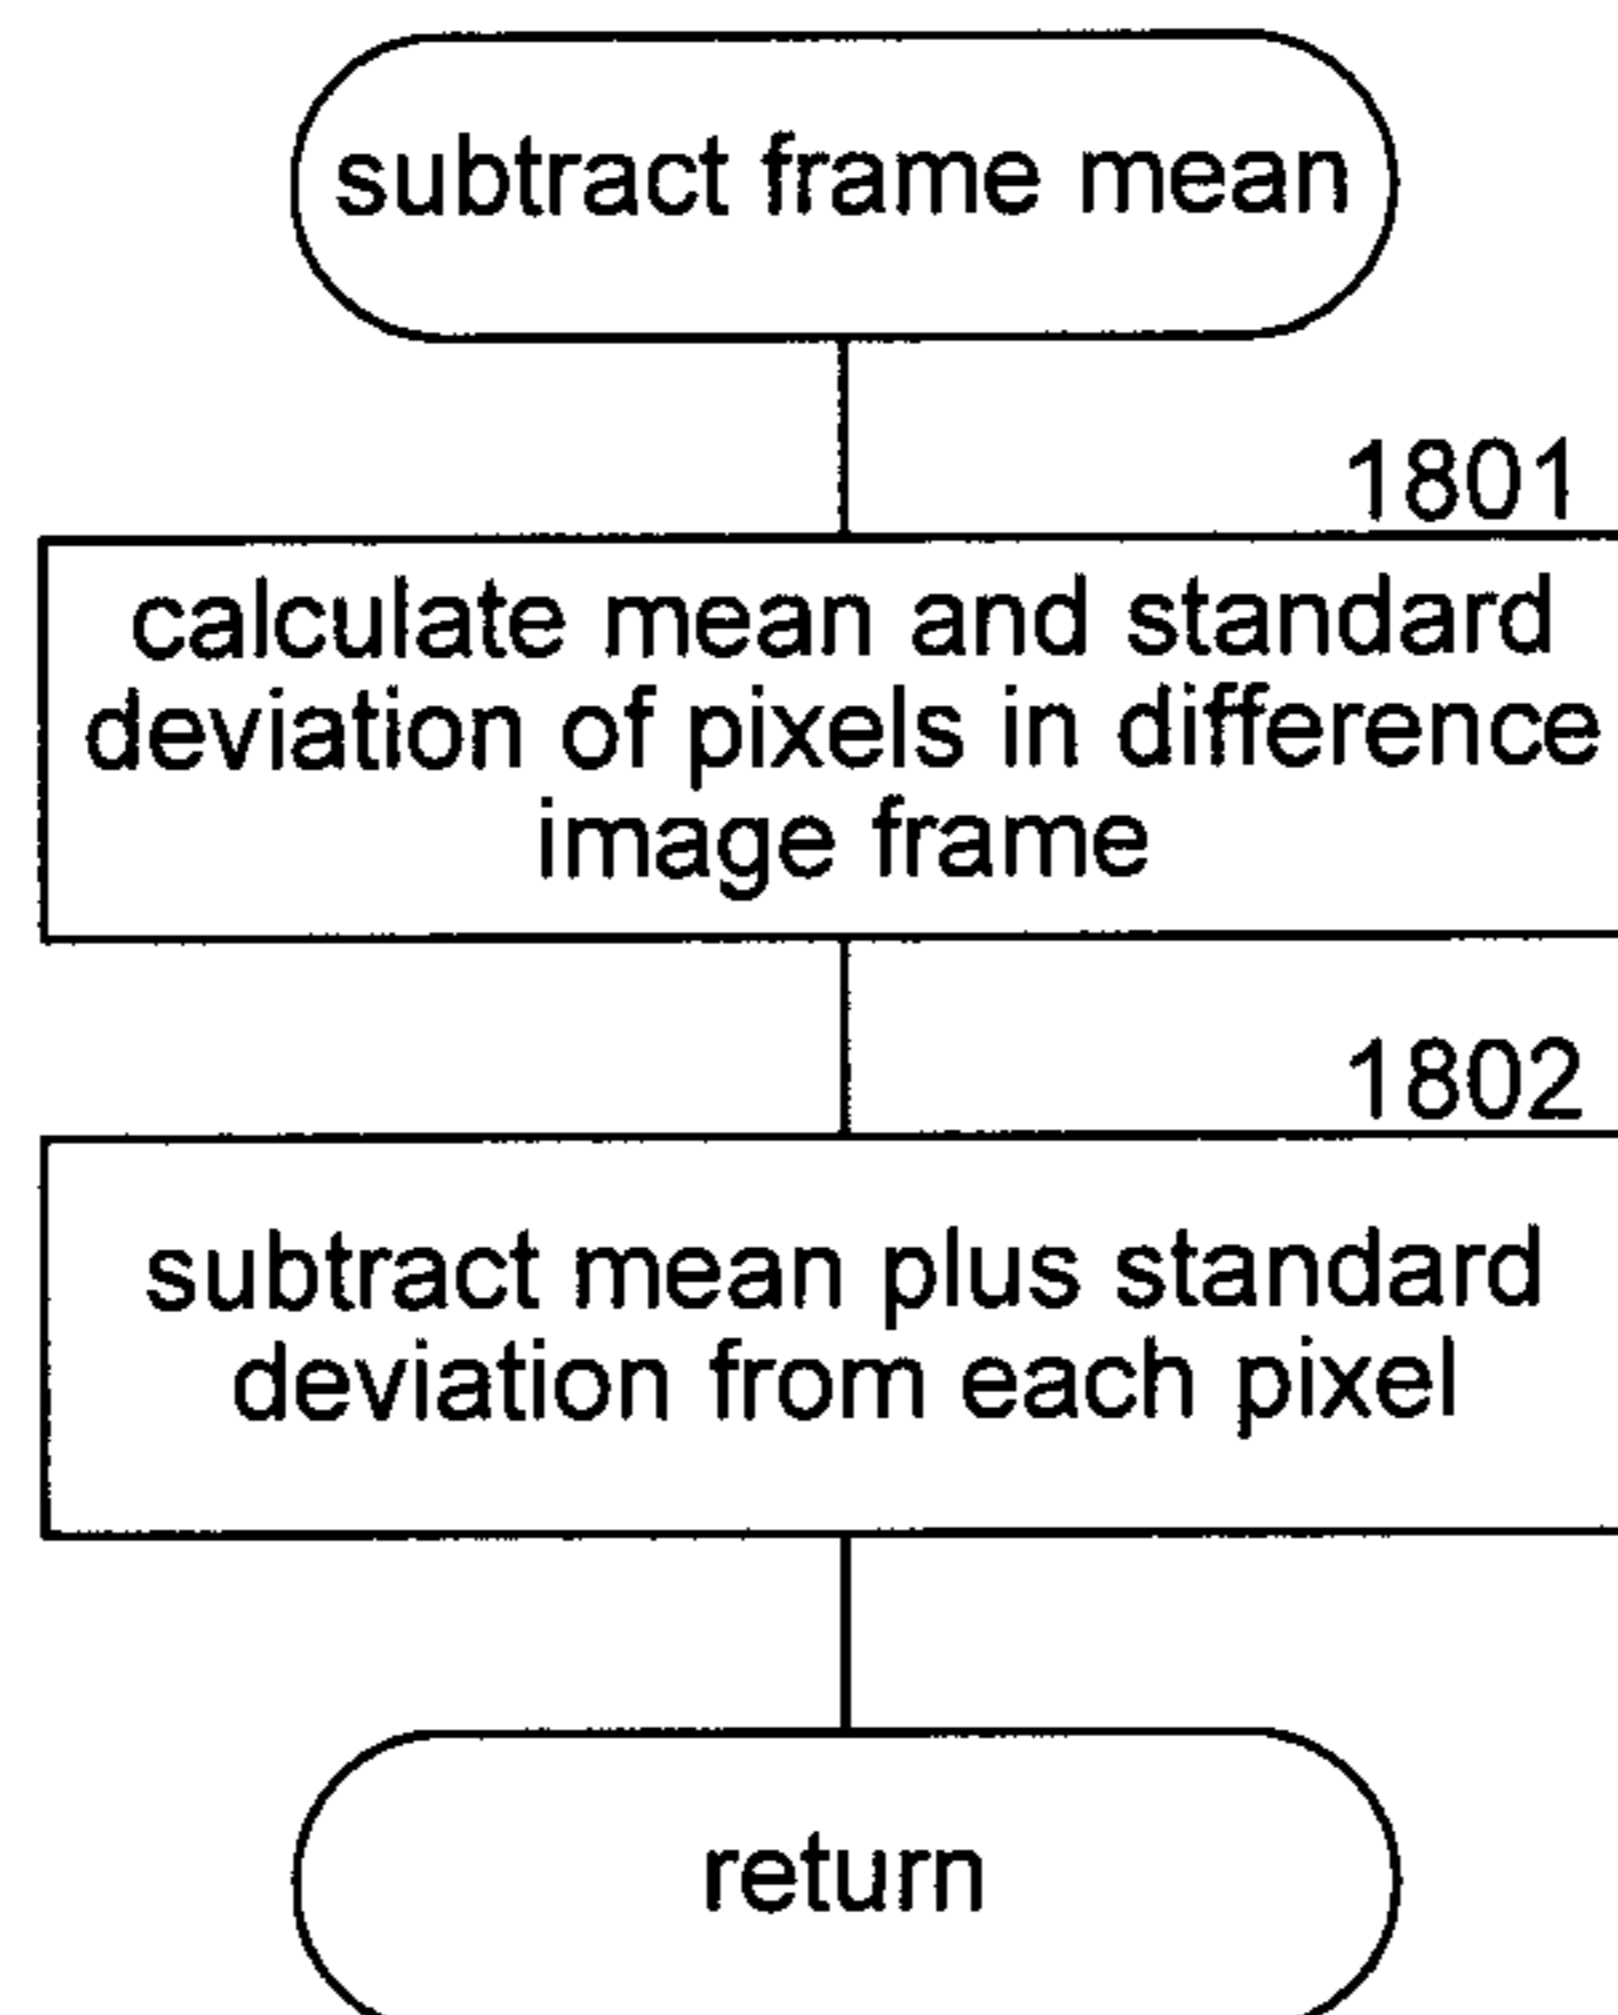 subtract frame mean
1801
calculate mean and standard
deviation of pixels in difference
image frame
1802
subtract mean plus standard
deviation from each pixel
return